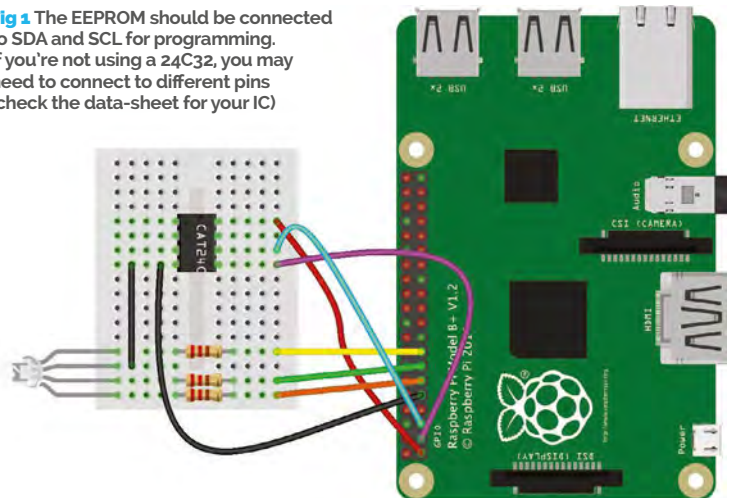 ig 1 The EEPROM should be connected
o SDA and SCL for programming.
f you're not using a 24C32, you may
eed to connect to different pins
check the data-sheet for your IC)
USB 2x
USB 2x
ETHERNET
Audio
CSI (CAMERA)
CAT24C
HDMI
Raspberry Pi Model B+ V1.2
© Raspberry Pi 201
GPIO
Power
DSI (DISPLAY)